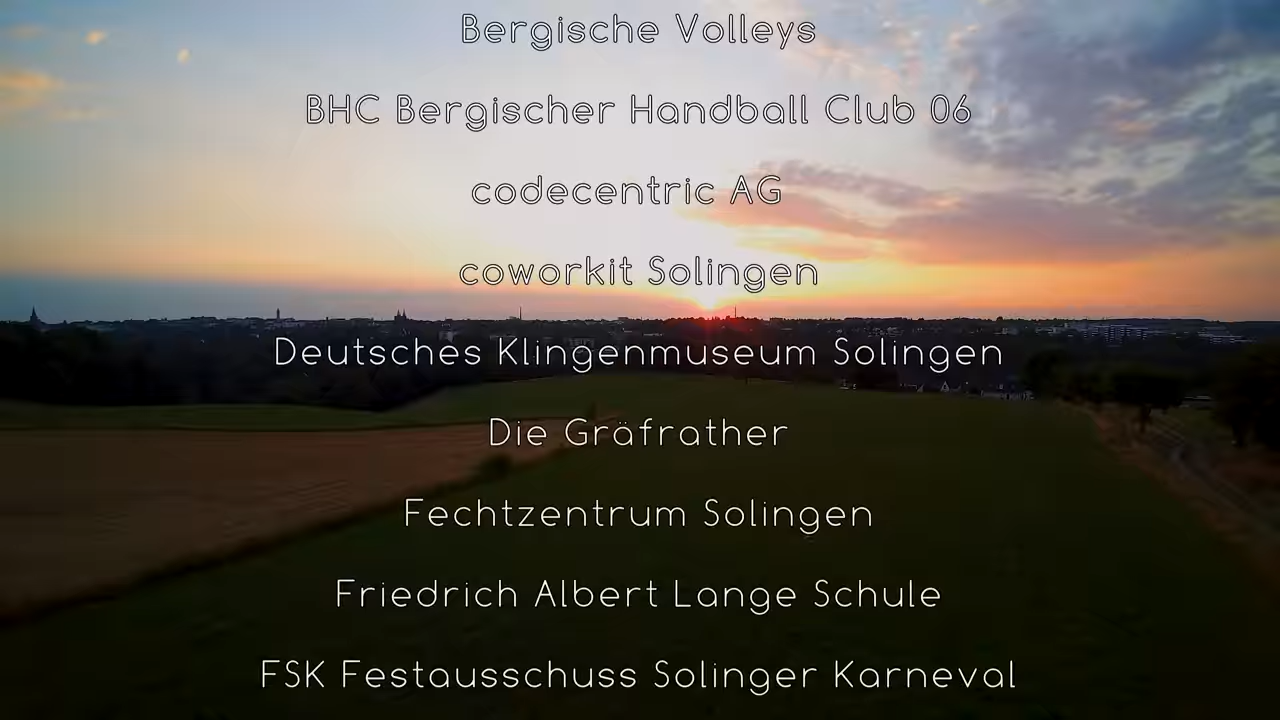 Bergische Volleys
BHC Bergischer Handball Club 06
codecentric AG
coworkit Solingen
Deutsches Klingenmuseum Solingen
Die Gräfrather
Fechtzentrum Solingen
Friedrich Albert Lange Schule
FSK Festausschuss Solinger Karneval